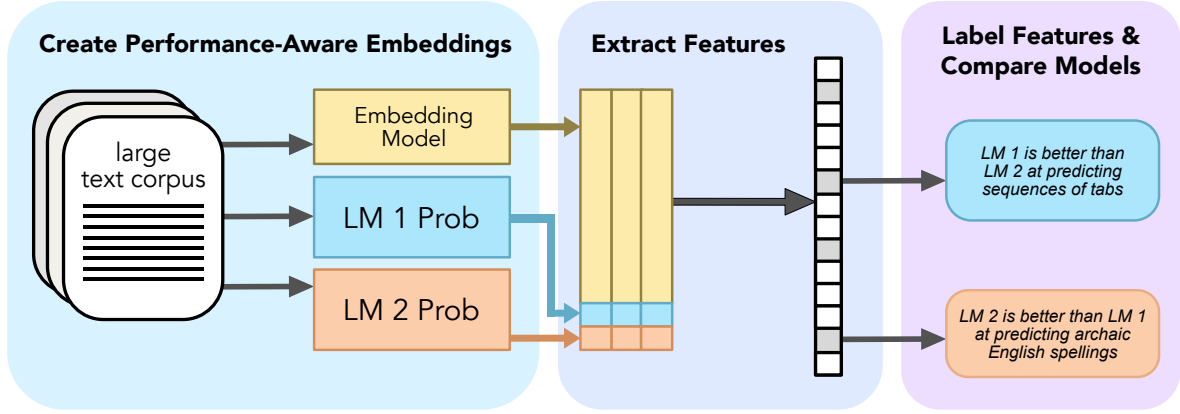 Create Performance-Aware Embeddings
large
text corpus
Embedding
Model
LM 1 Prob
LM 2 Prob
Extract Features
Label Features &
Compare Models
LM 1 is better than
LM 2 at predicting
sequences of tabs
LM 2 is better than LM 1
at predicting archaic
English spellings